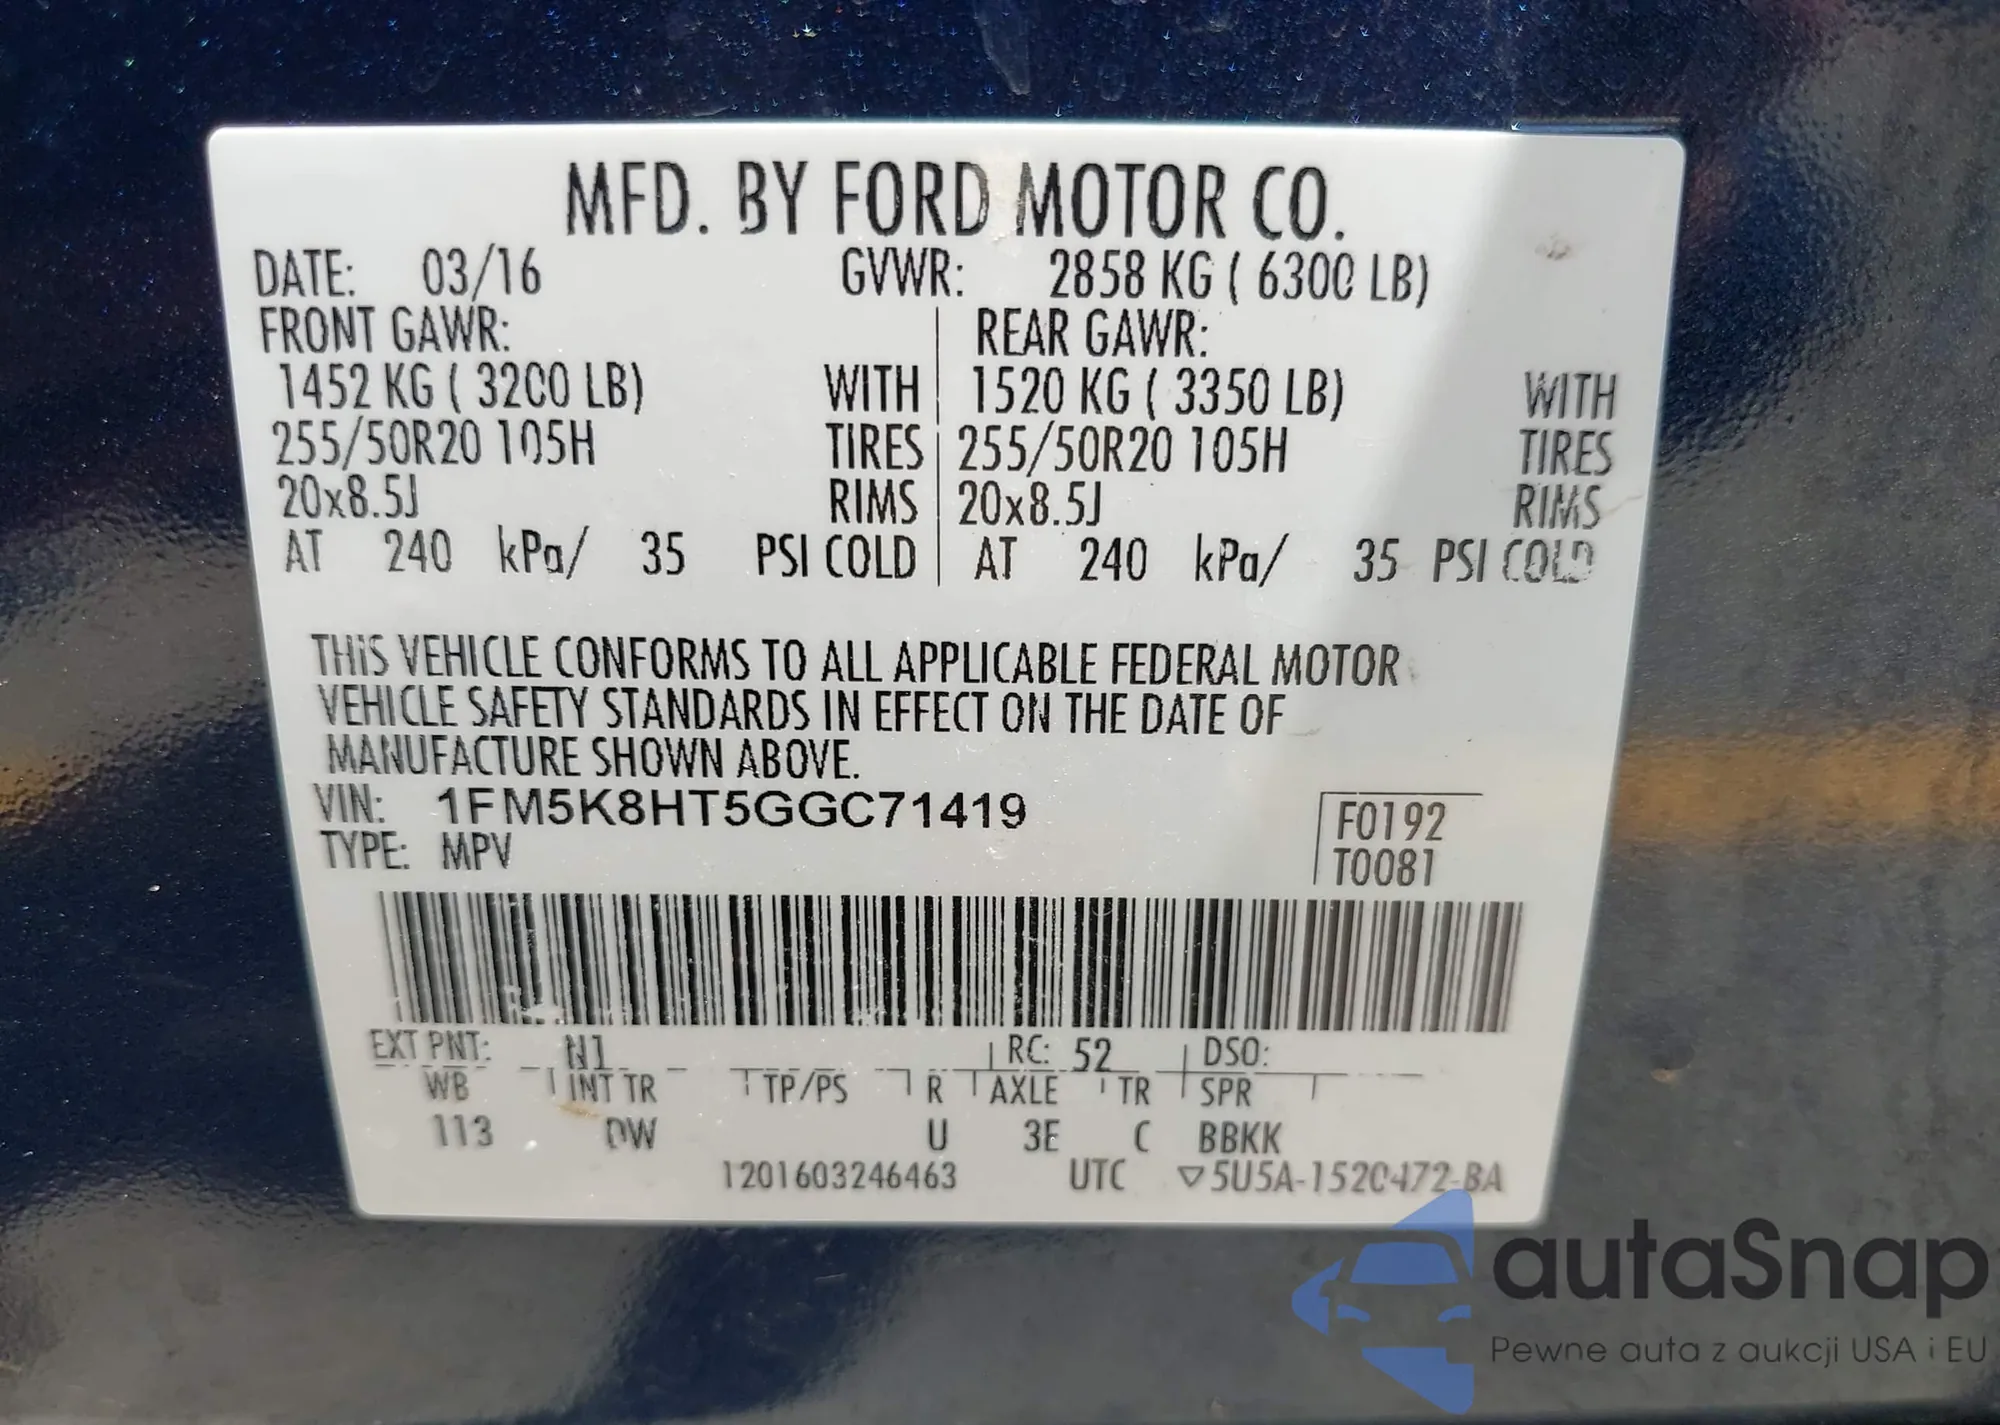 MFD. BY FORD MOTOR CO.
DATE: 03/16 GVWR: 2858 KG ( 6300 LB)
FRONT GAWR: REAR GAWR:
1452 KG ( 3200 LB) WITH 1520 KG ( 3350 LB) WITH
255/50R20 105H TIRES 255/50R20 105H TIRES
20x8.5J RIMS 20x8.5J RIMS
AT 240 kPa/ 35 PSI COLD AT 240 kPa/ 35 PSI COLD
THIS VEHICLE CONFORMS TO ALL APPLICABLE FEDERAL MOTOR
VEHICLE SAFETY STANDARDS IN EFFECT ON THE DATE OF
MANUFACTURE SHOWN ABOVE.
VIN: 1FM5K8HT5GGC71419 F0192
TYPE: MPV T0081
EXT PNT: N1 RC: 52 DSO:
WB INT TR TP/PS R AXLE TR SPR
113 DW U 3E C BBKK
1201603246463 UTC ▽5U5A-1520472-BA
autaSnap
Pewne auta z aukcji USA i EU